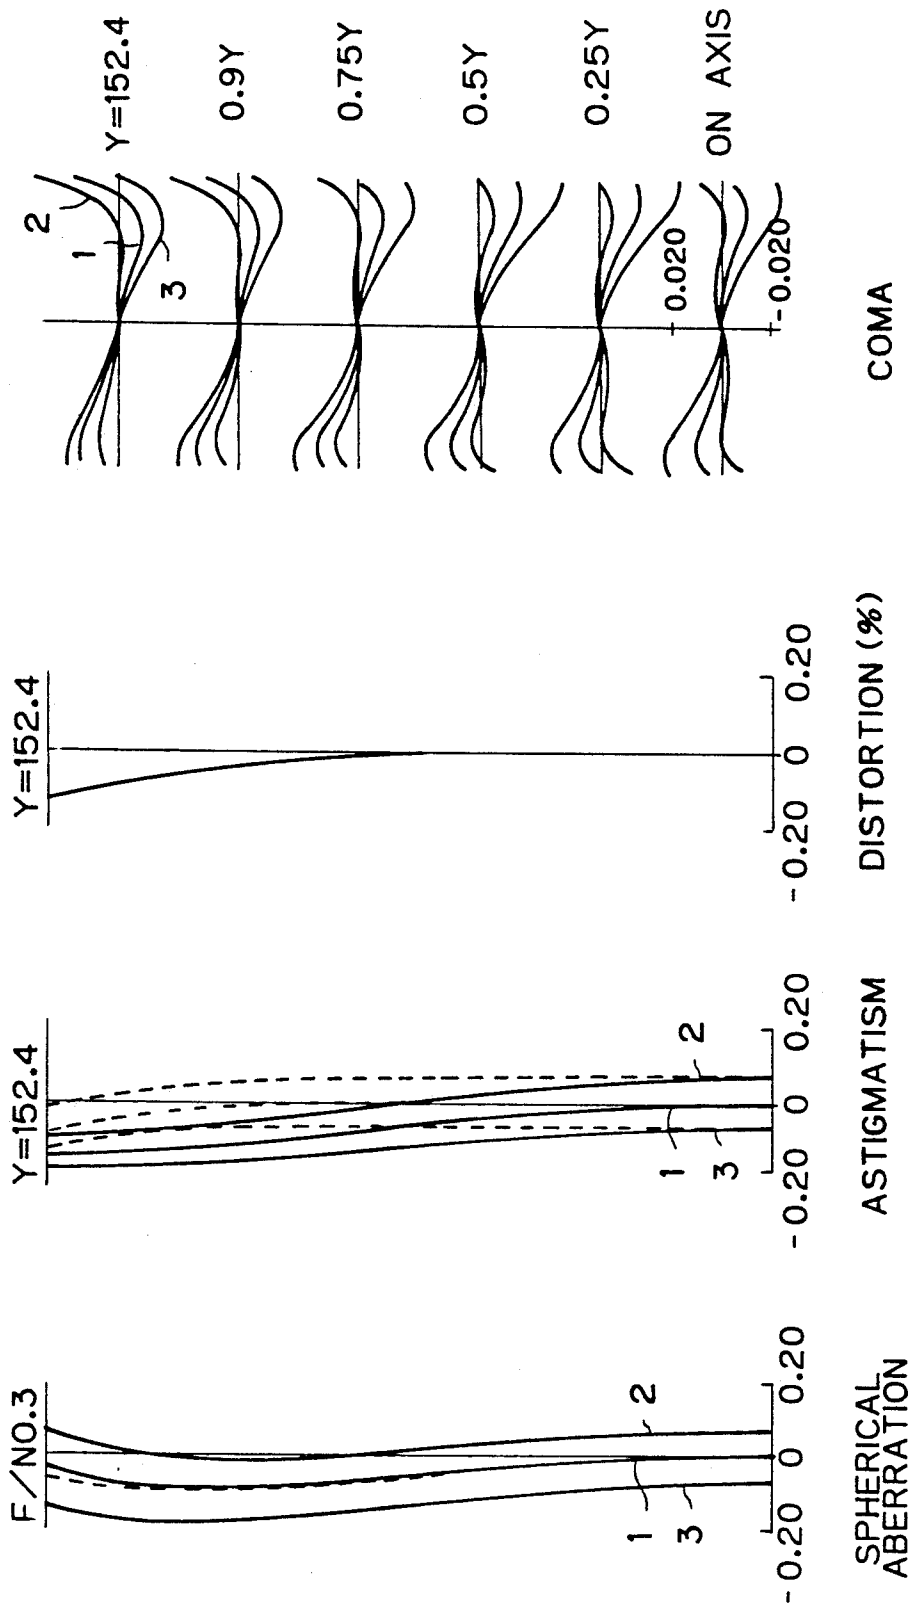 F/NO.3
2
1
3
-0.20
0
0.20
SPHERICAL
ABERRATION
Y=152.4
2
1
3
-0.20
0
0.20
ASTIGMATISM
Y=152.4
-0.20
0
0.20
DISTORTION (%)
2
1
3
Y=152.4
0.9Y
0.75Y
0.5Y
0.25Y
0.020
ON AXIS
-0.020
COMA